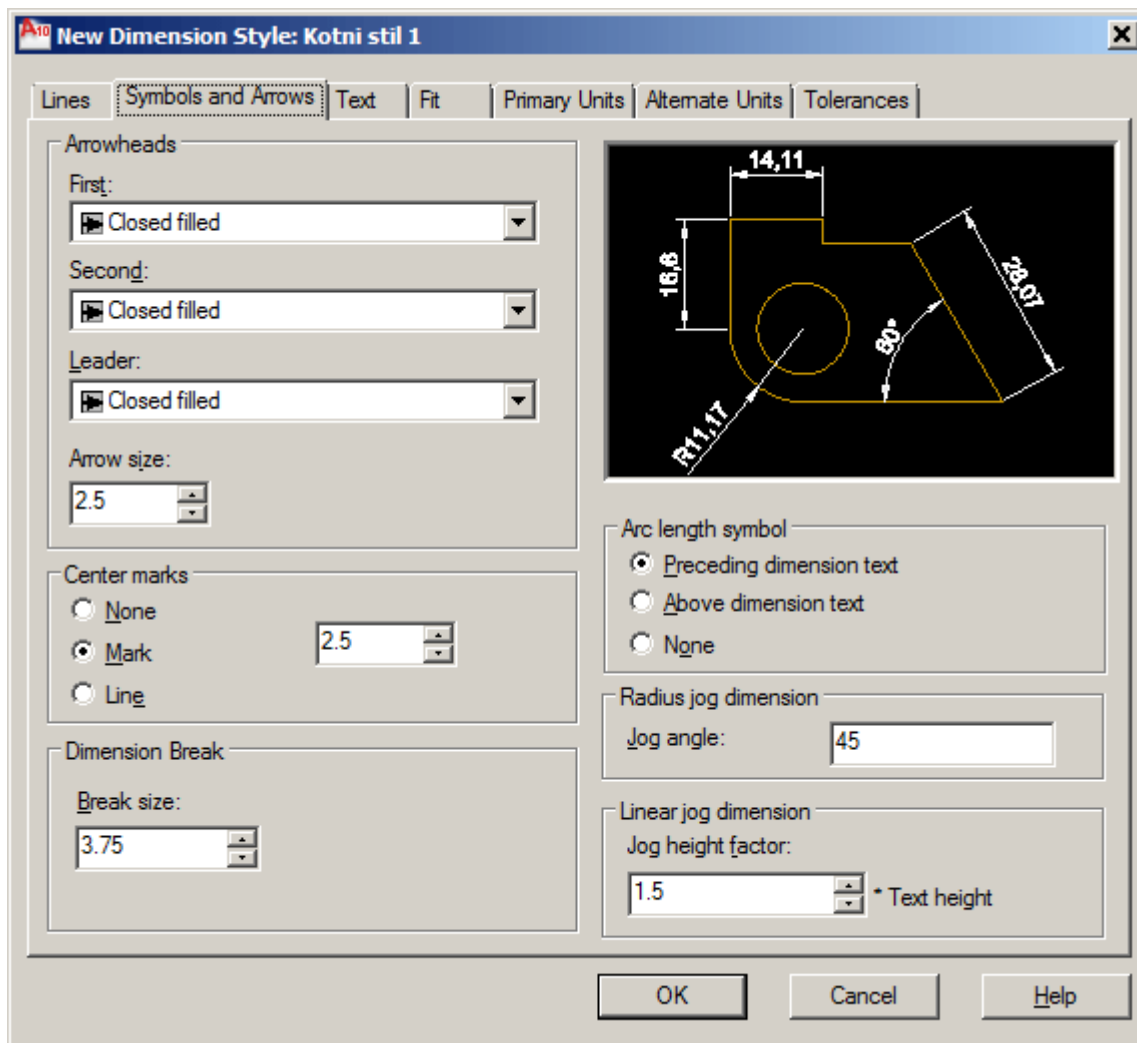 A10 New Dimension Style: Kotni stil 1
Lines Symbols and Arrows Text Fit Primary Units Alternate Units Tolerances
Arrowheads
First:
Closed filled
Second:
Closed filled
Leader:
Closed filled
Arrow size:
2.5
Center marks
None
Mark
2.5
Line
Dimension Break
Break size:
3.75
14,11
16,6
28,07
60°
R11,17
Arc length symbol
Preceding dimension text
Above dimension text
None
Radius jog dimension
Jog angle:
45
Linear jog dimension
Jog height factor:
1.5
* Text height
OK Cancel Help